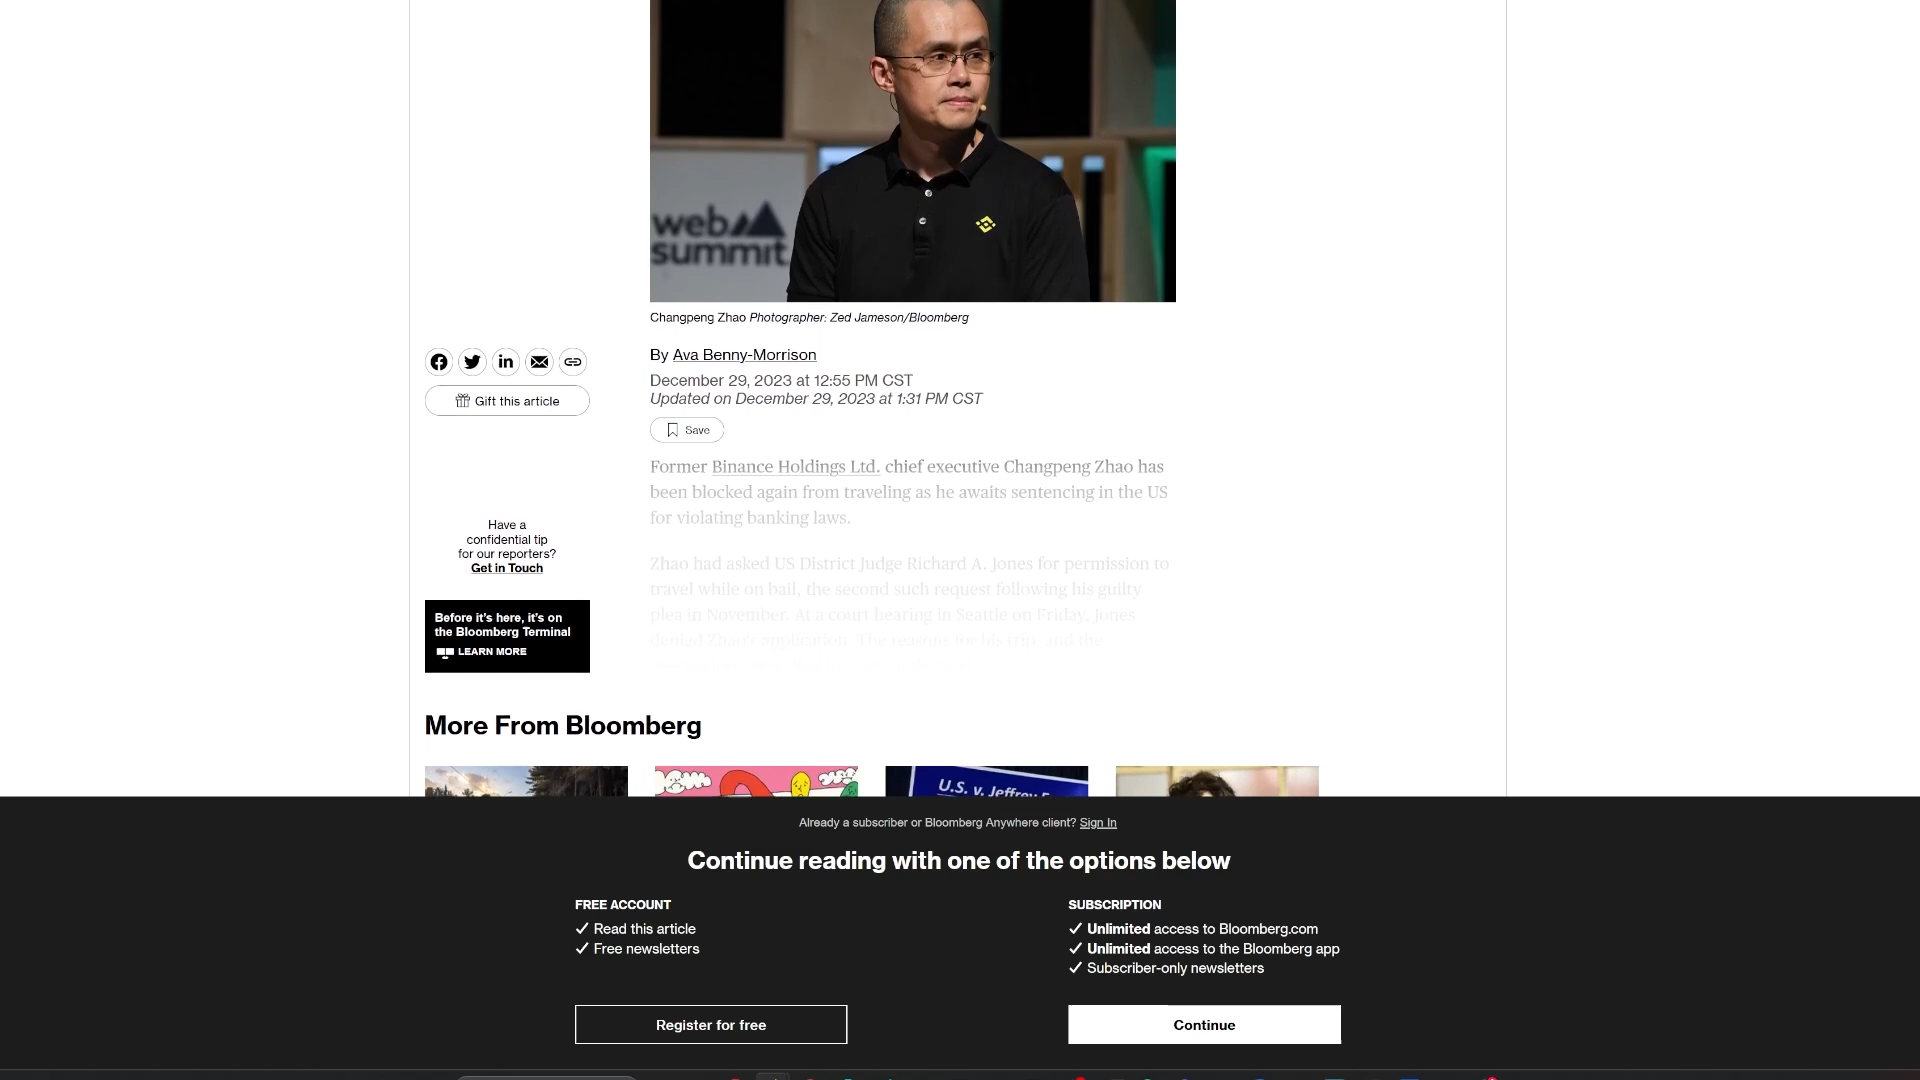 web
summit
Changpeng Zhao Photographer: Zed Jameson/Bloomberg
By Ava Benny-Morrison
December 29, 2023 at 12:55 PM CST
Updated on December 29, 2023 at 1:31 PM CST
Gift this article
Save
Former Binance Holdings Ltd. chief executive Changpeng Zhao has
been blocked again from traveling as he awaits sentencing in the US
for violating banking laws.
Have a
confidential tip
for our reporters?
Get in Touch
Zhao had asked US District Judge Richard A. Jones for permission to
travel while on bail, the second such request following his guilty
plea in November. At a court hearing in Seattle on Friday, Jones
denied Zhao's application. The reasons for his trip, and the
Before it's here, it's on
the Bloomberg Terminal
LEARN MORE
More From Bloomberg
U.S. v. Jeffrey
Already a subscriber or Bloomberg Anywhere client? Sign In
Continue reading with one of the options below
FREE ACCOUNT
Read this article
Free newsletters
Register for free
SUBSCRIPTION
Unlimited access to Bloomberg.com
Unlimited access to the Bloomberg app
Subscriber-only newsletters
Continue